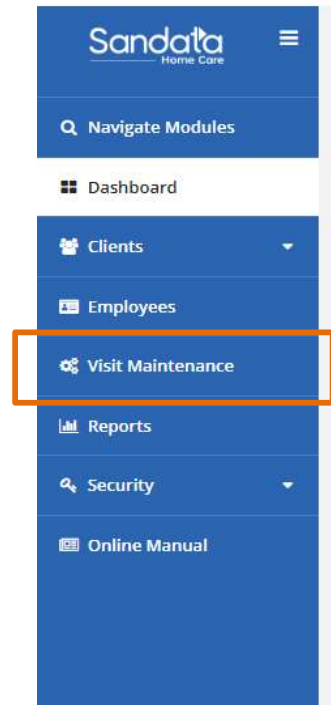 Sandata
Home Care
Navigate Modules
Dashboard
Clients
Employees
Visit Maintenance
Reports
Security
Online Manual